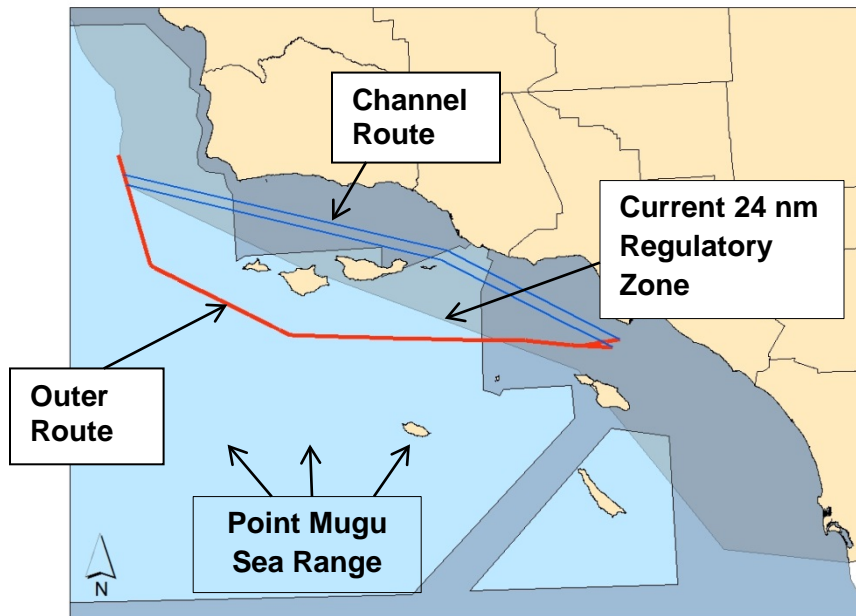 Channel
Route
Current 24 nm
Regulatory
Zone
Outer
Route
Point Mugu
Sea Range
N